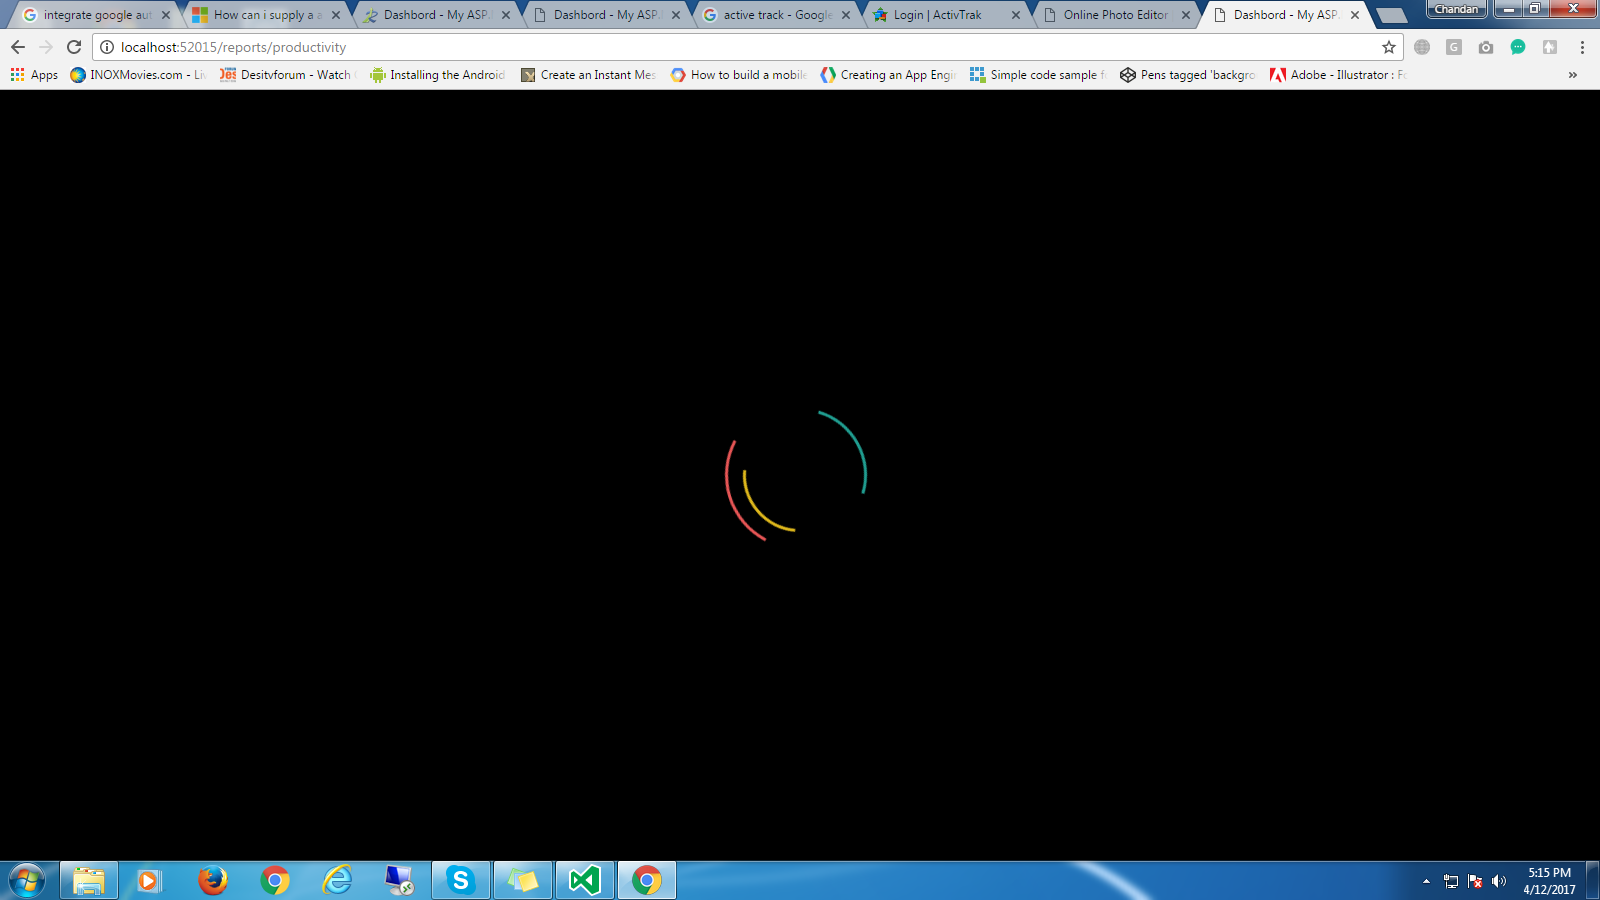 integrate google aut
How can i supply a a
Dashbord - My ASP.
Dashbord - My ASP.
active track - Google
Login | ActivTrak
Online Photo Editor
Dashbord - My ASP.
Chandan
localhost:52015/reports/productivity
Apps
INOXMovies.com - Li
Desitvforum - Watch
Installing the Android
Create an Instant Mes
How to build a mobile
Creating an App Engi
Simple code sample f
Pens tagged 'backgro
Adobe - Illustrator : Fo
5:15 PM
4/12/2017